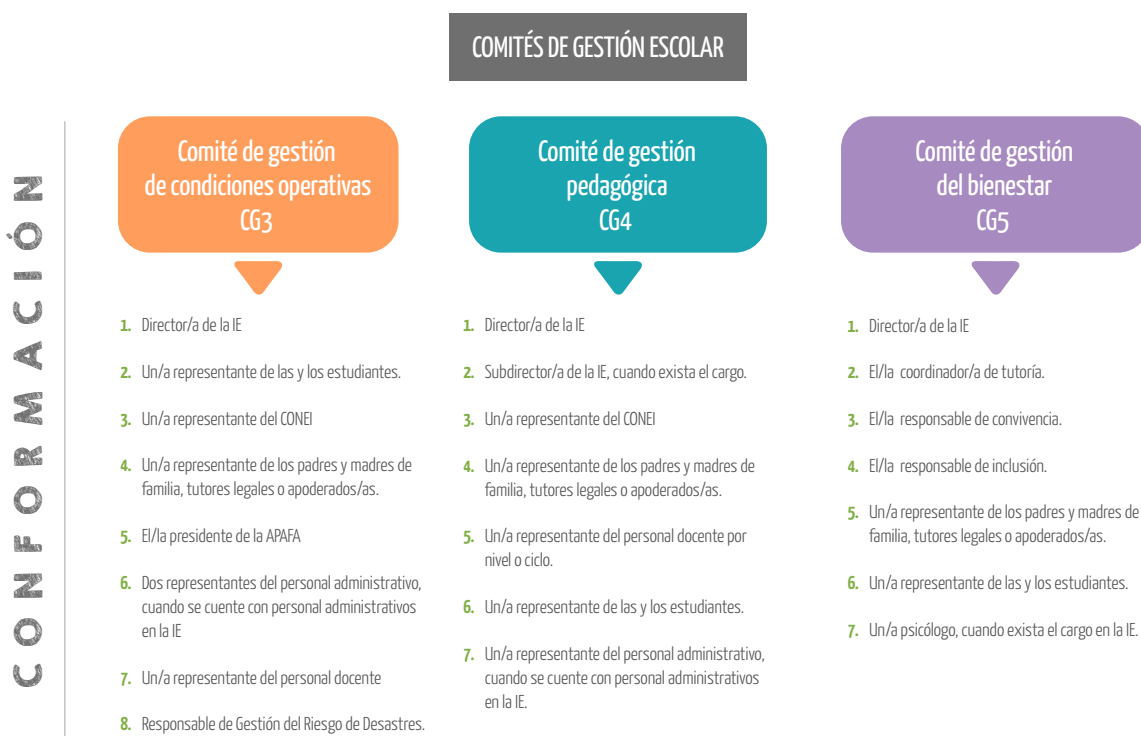 COMITÉS DE GESTIÓN ESCOLAR
CONFORMACIÓN
Comité de gestión
de condiciones operativas
CG3
1. Director/a de la IE
2. Un/a representante de las y los estudiantes.
3. Un/a representante del CONEI
4. Un/a representante de los padres y madres de
familia, tutores legales o apoderados/as.
5. El/la presidente de la APAFA
6. Dos representantes del personal administrativo,
cuando se cuente con personal administrativos
en la IE
7. Un/a representante del personal docente
8. Responsable de Gestión del Riesgo de Desastres.
Comité de gestión
pedagógica
CG4
1. Director/a de la IE
2. Subdirector/a de la IE, cuando exista el cargo.
3. Un/a representante del CONEI
4. Un/a representante de los padres y madres de
familia, tutores legales o apoderados/as.
5. Un/a representante del personal docente por
nivel o ciclo.
6. Un/a representante de las y los estudiantes.
7. Un/a representante del personal administrativo,
cuando se cuente con personal administrativos
en la IE.
Comité de gestión
del bienestar
CG5
1. Director/a de la IE
2. El/la coordinador/a de tutoría.
3. El/la responsable de convivencia.
4. El/la responsable de inclusión.
5. Un/a representante de los padres y madres de
familia, tutores legales o apoderados/as.
6. Un/a representante de las y los estudiantes.
7. Un/a psicólogo, cuando exista el cargo en la IE.